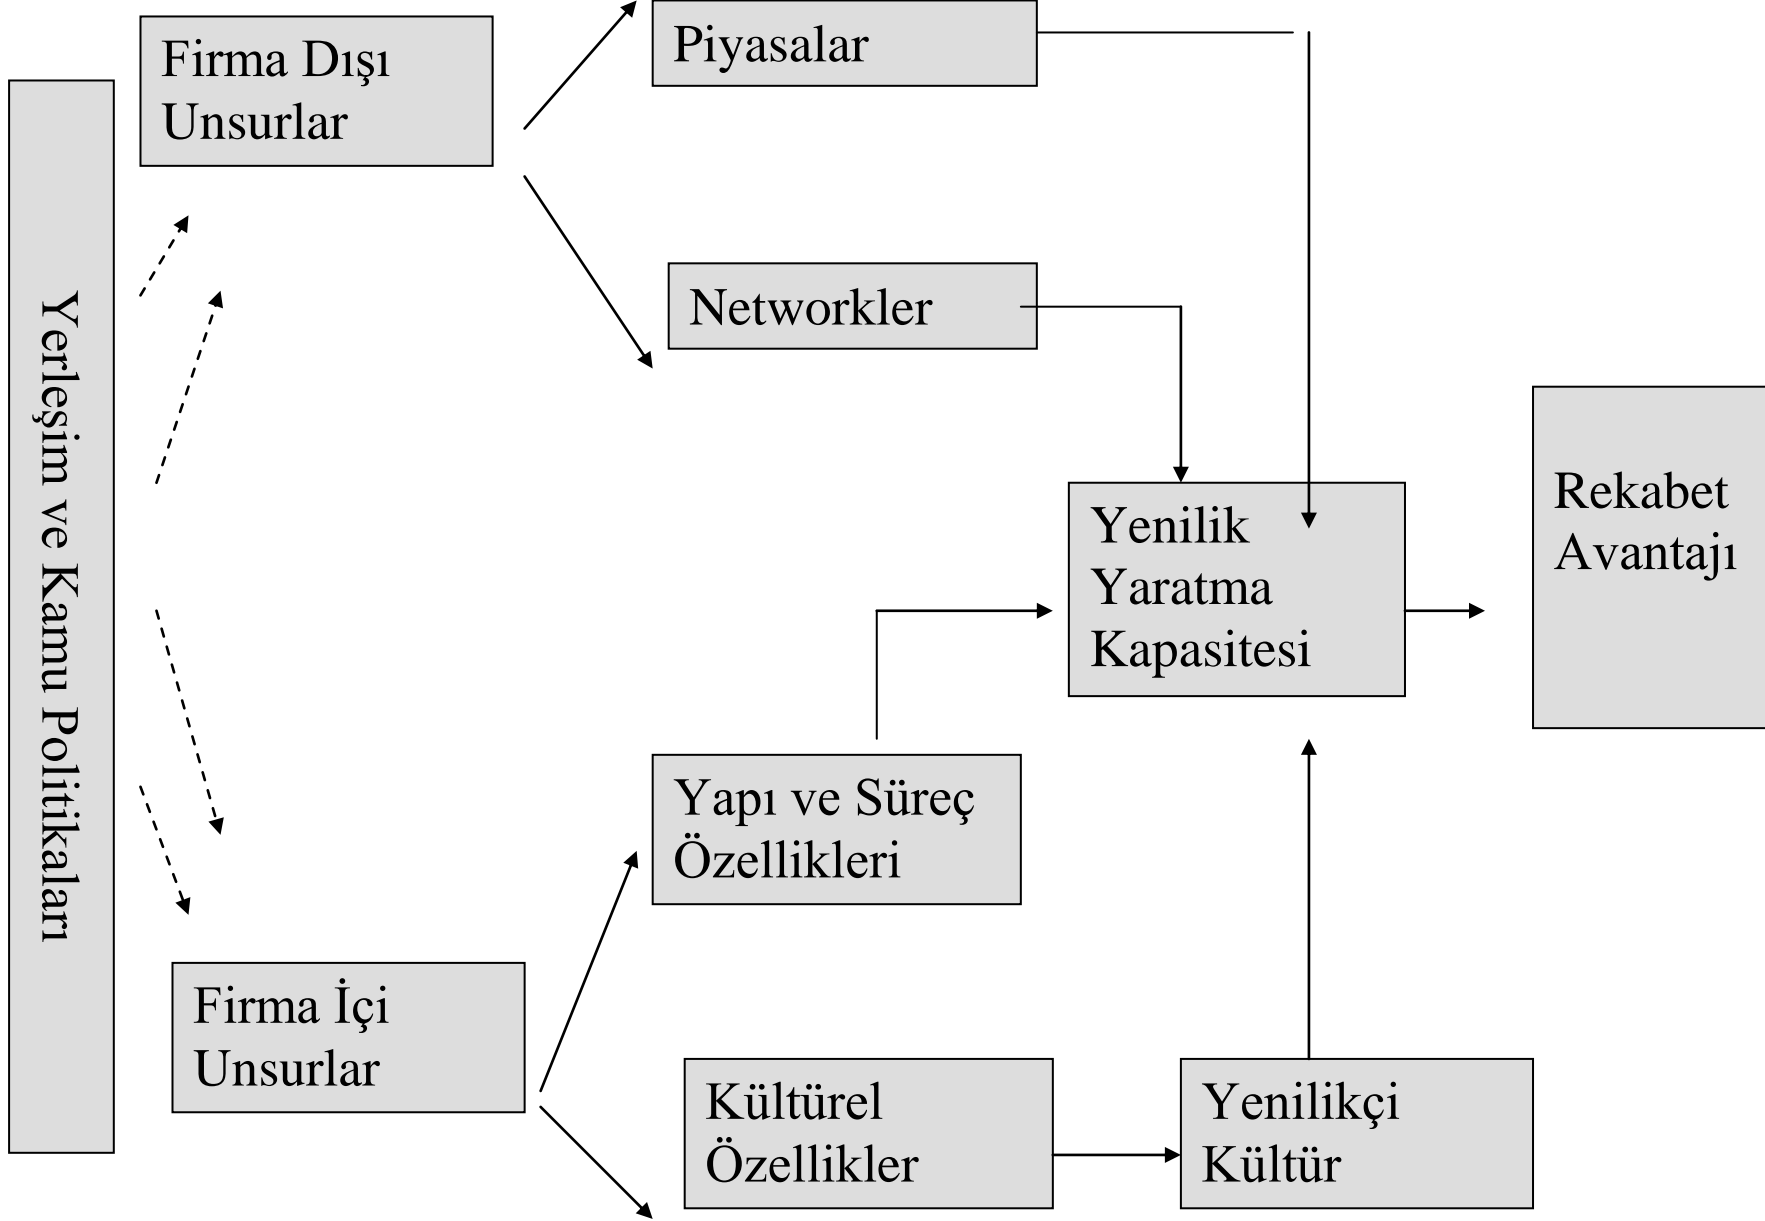 Yerleşim ve Kamu Politikaları
Firma Dışı
Unsurlar
Piyasalar
Networkler
Yenilik
Yaratma
Kapasitesi
Rekabet
Avantajı
Yapı ve Süreç
Özellikleri
Firma İçi
Unsurlar
Kültürel
Özellikler
Yenilikçi
Kültür